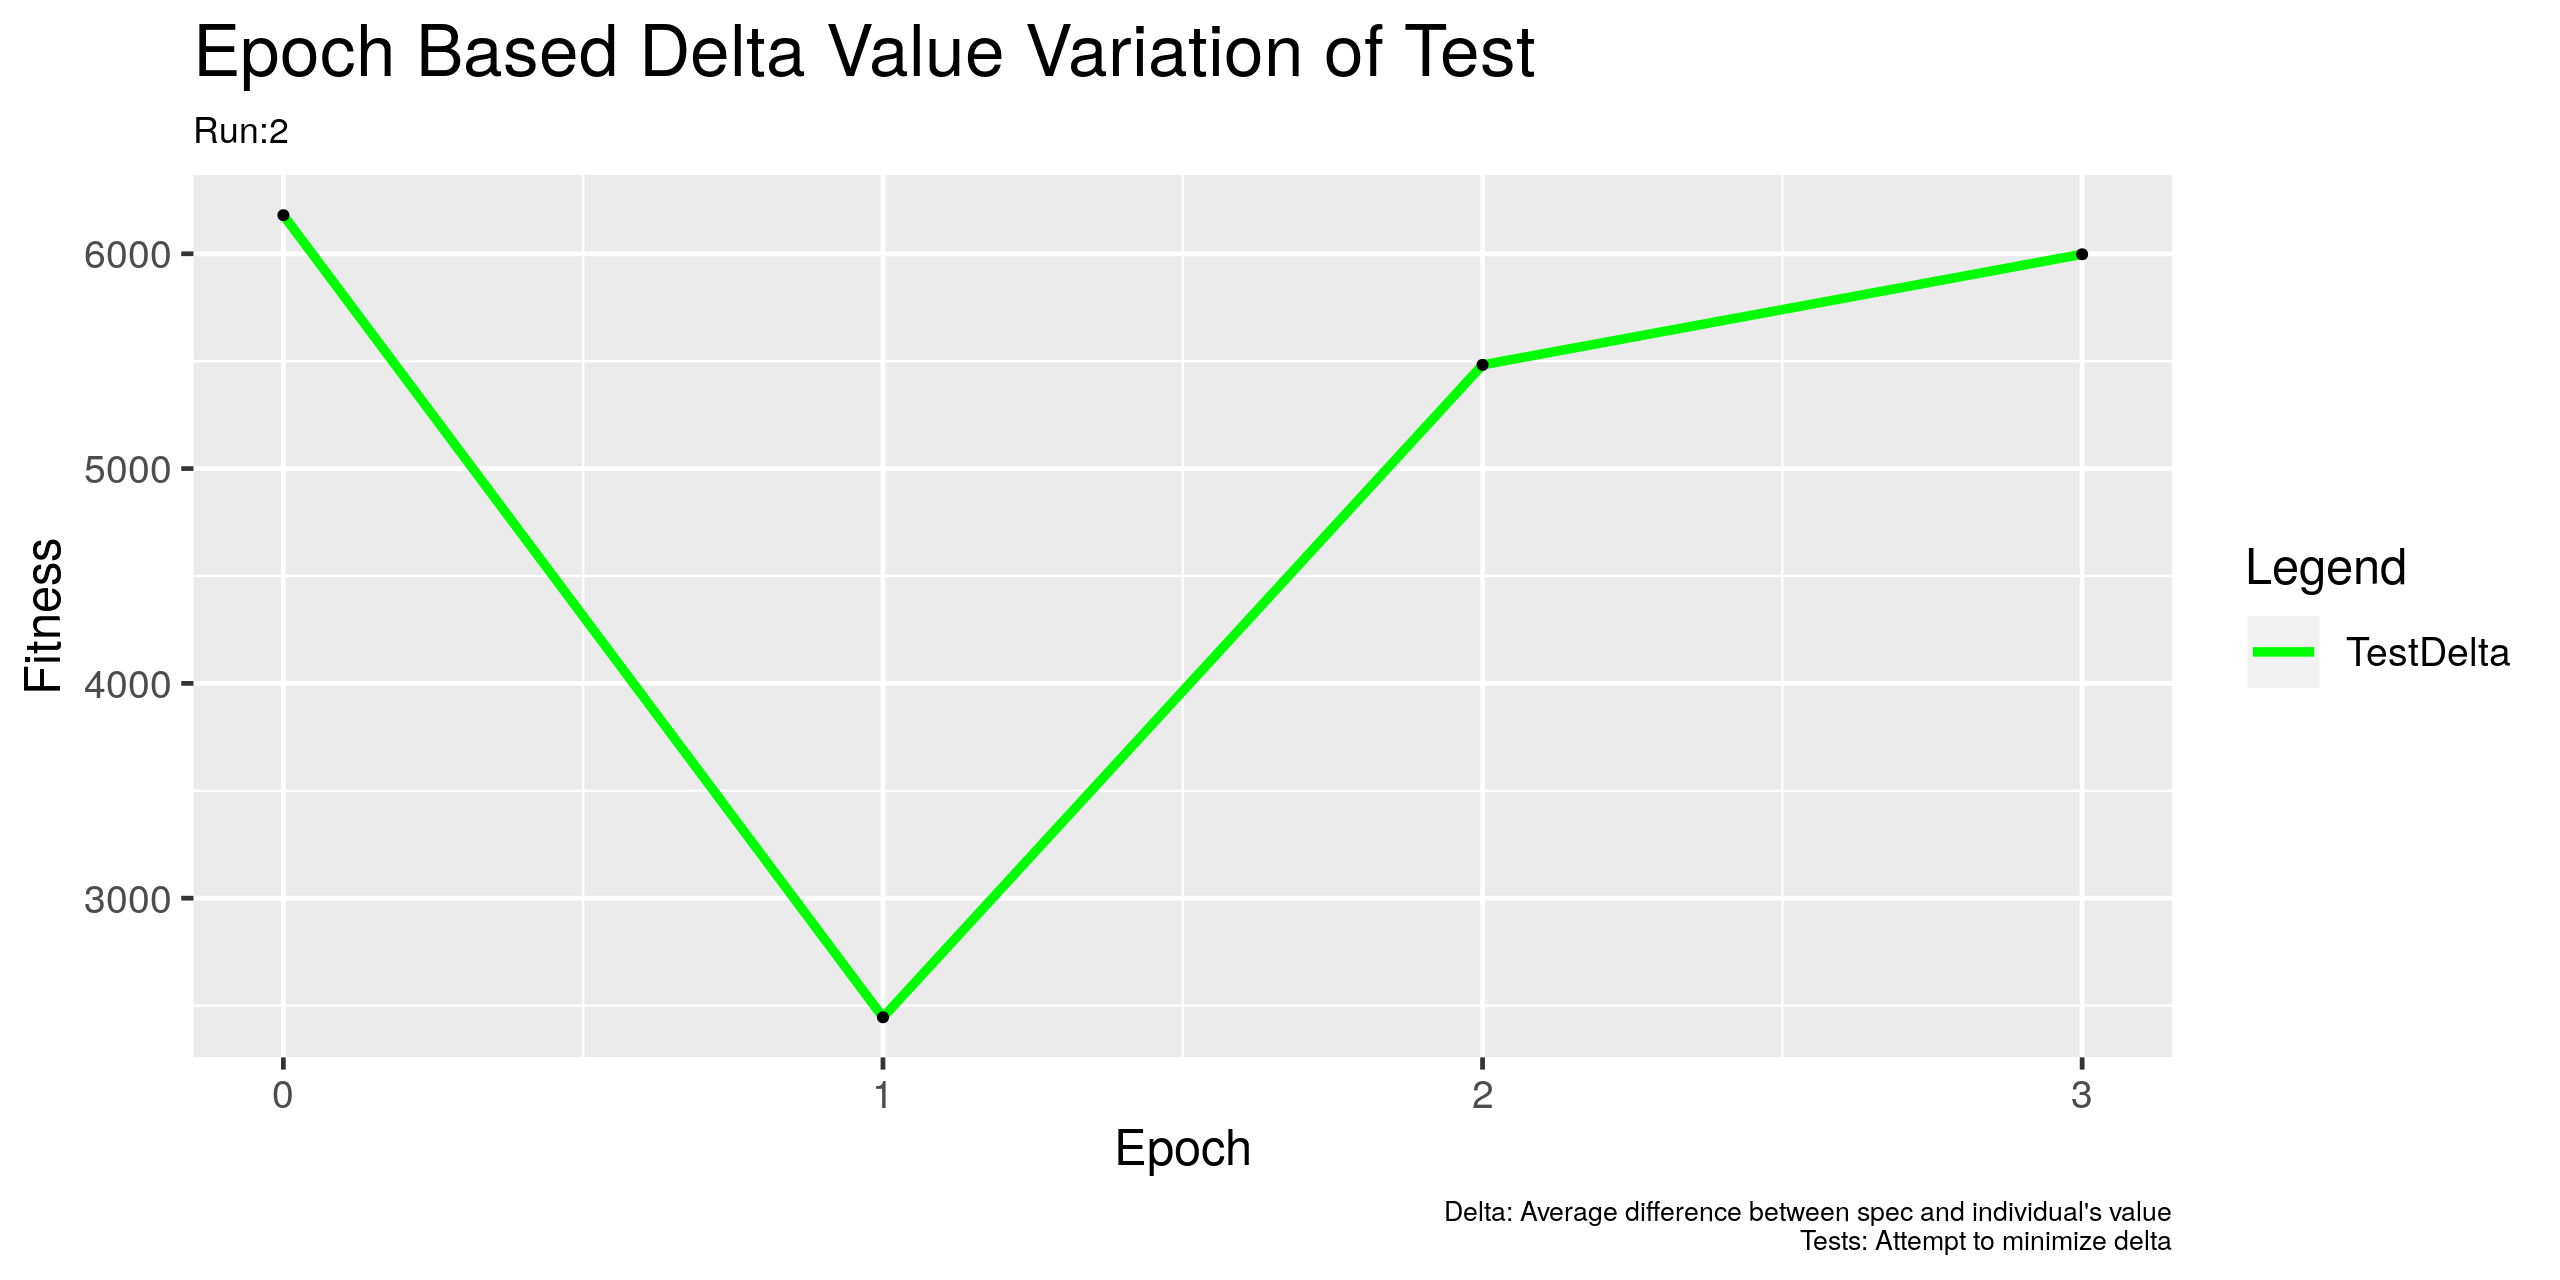 Epoch Based Delta Value Variation of Test
Run:2
6000
5000
4000
3000
Fitness
0 1 2 3
Epoch
Legend
TestDelta
Delta: Average difference between spec and individual's value
Tests: Attempt to minimize delta